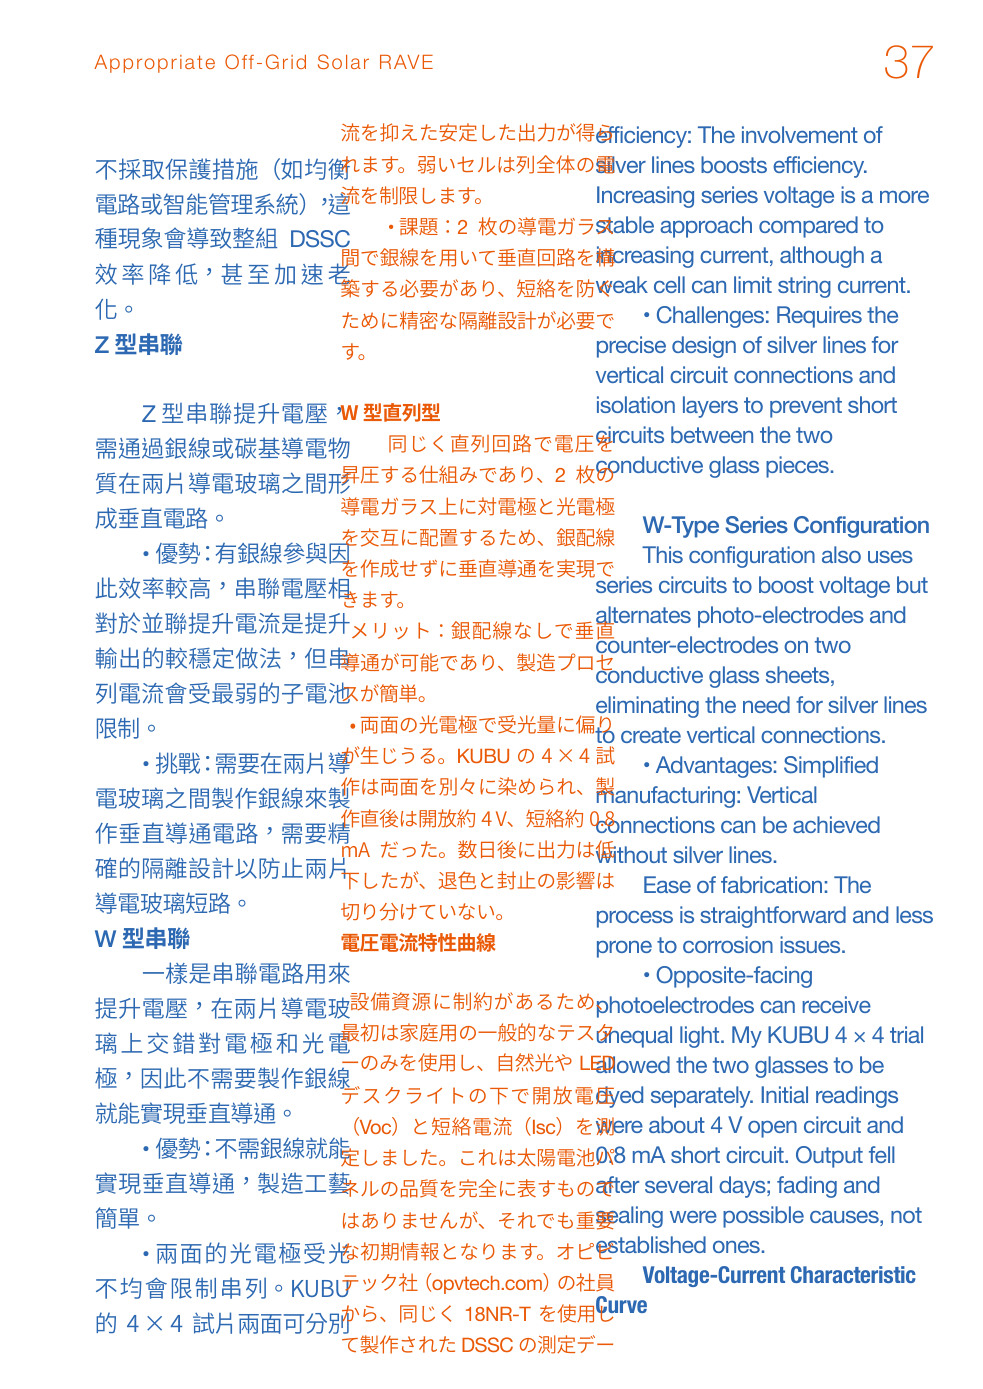 Appropriate Off-Grid Solar RAVE
37
不採取保護措施（如均衡
電路或智能管理系統），這
種現象會導致整組 DSSC
效率降低，甚至加速老
化。
Z 型串聯
Z 型串聯提升電壓，
需通過銀線或碳基導電物
質在兩片導電玻璃之間形
成垂直電路。
• 優勢：有銀線參與因
此效率較高，串聯電壓相
對於並聯提升電流是提升
輸出的較穩定做法，但串
列電流會受最弱的子電池
限制。
• 挑戰：需要在兩片導
電玻璃之間製作銀線來製
作垂直導通電路，需要精
確的隔離設計以防止兩片
導電玻璃短路。
W 型串聯
一樣是串聯電路用來
提升電壓，在兩片導電玻
璃上交錯對電極和光電
極，因此不需要製作銀線
就能實現垂直導通。
• 優勢：不需銀線就能
實現垂直導通，製造工藝
簡單。
• 兩面的光電極受光
不均會限制串列。KUBU
的 4 × 4 試片兩面可分別
流を抑えた安定した出力が得ら
れます。弱いセルは列全体の電
流を制限します。
• 課題：2 枚の導電ガラス
間で銀線を用いて垂直回路を構
築する必要があり、短絡を防ぐ
ために精密な隔離設計が必要で
す。
W 型直列型
同じく直列回路で電圧を
昇圧する仕組みであり、2 枚の
導電ガラス上に対電極と光電極
を交互に配置するため、銀配線
を作成せずに垂直導通を実現で
きます。
メリット：銀配線なしで垂直
導通が可能であり、製造プロセ
スが簡単。
• 両面の光電極で受光量に偏り
が生じうる。KUBU の 4 × 4 試
作は両面を別々に染められ、製
作直後は開放約 4 V、短絡約 0.8
mA だった。数日後に出力は低
下したが、退色と封止の影響は
切り分けていない。
電圧電流特性曲線
設備資源に制約があるため、
最初は家庭用の一般的なテスタ
ーのみを使用し、自然光や LED
デスクライトの下で開放電圧
（Voc）と短絡電流（Isc）を測
定しました。これは太陽電池パ
ネルの品質を完全に表すもので
はありませんが、それでも重要
な初期情報となります。オピビ
テック社（opvtech.com）の社員
から、同じく 18NR-T を使用し
て製作された DSSC の測定デー
efficiency: The involvement of
silver lines boosts efficiency.
Increasing series voltage is a more
stable approach compared to
increasing current, although a
weak cell can limit string current.
• Challenges: Requires the
precise design of silver lines for
vertical circuit connections and
isolation layers to prevent short
circuits between the two
conductive glass pieces.
W-Type Series Configuration
This configuration also uses
series circuits to boost voltage but
alternates photo-electrodes and
counter-electrodes on two
conductive glass sheets,
eliminating the need for silver lines
to create vertical connections.
• Advantages: Simplified
manufacturing: Vertical
connections can be achieved
without silver lines.
Ease of fabrication: The
process is straightforward and less
prone to corrosion issues.
• Opposite-facing
photoelectrodes can receive
unequal light. My KUBU 4 × 4 trial
allowed the two glasses to be
dyed separately. Initial readings
were about 4 V open circuit and
0.8 mA short circuit. Output fell
after several days; fading and
sealing were possible causes, not
established ones.
Voltage-Current Characteristic
Curve